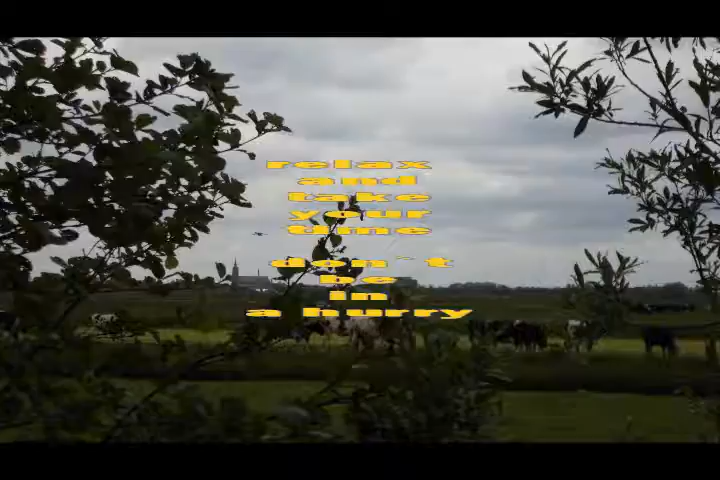 relax
and
take
your
time
don´t
be
in
a hurry